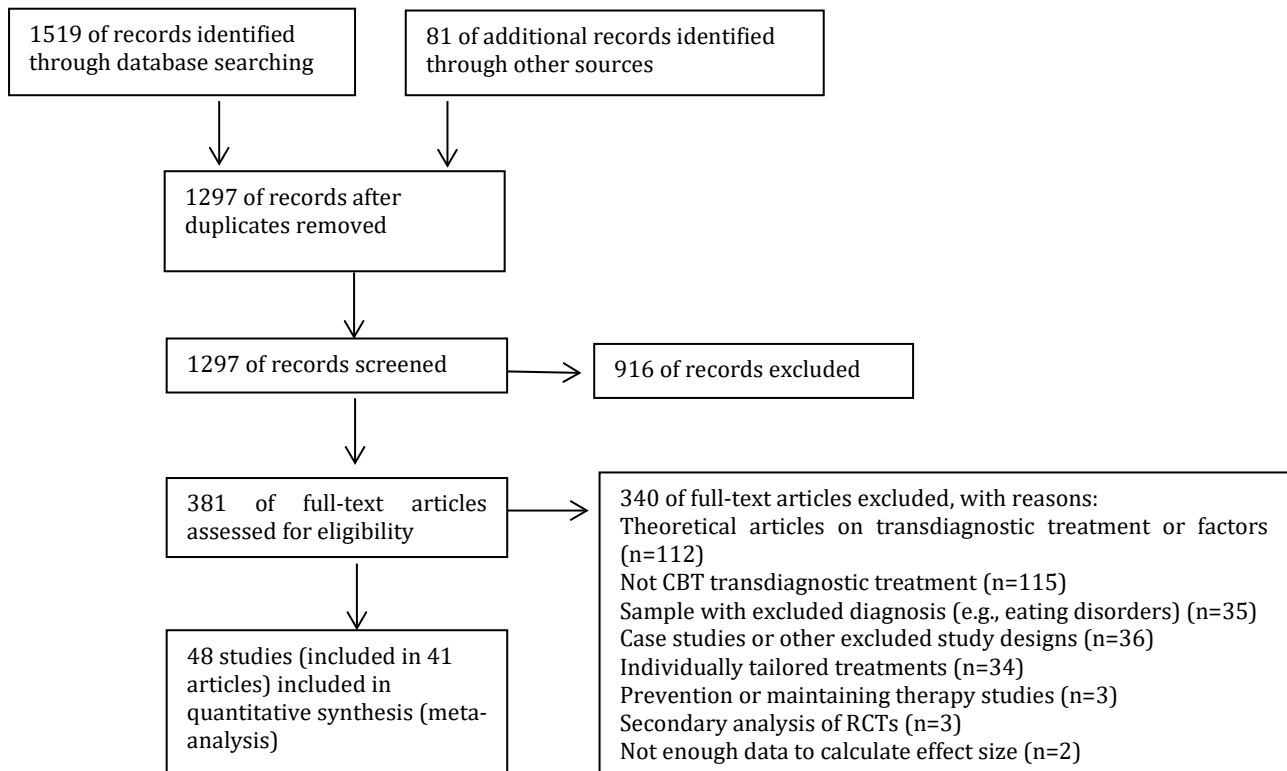 1519 of records identified
through database searching
81 of additional records identified
through other sources
1297 of records after
duplicates removed
1297 of records screened
916 of records excluded
381 of full-text articles
assessed for eligibility
340 of full-text articles excluded, with reasons:
Theoretical articles on transdiagnostic treatment or factors
(n=112)
Not CBT transdiagnostic treatment (n=115)
Sample with excluded diagnosis (e.g., eating disorders) (n=35)
Case studies or other excluded study designs (n=36)
Individually tailored treatments (n=34)
Prevention or maintaining therapy studies (n=3)
Secondary analysis of RCTs (n=3)
Not enough data to calculate effect size (n=2)
48 studies (included in 41
articles) included in
quantitative synthesis (meta-
analysis)